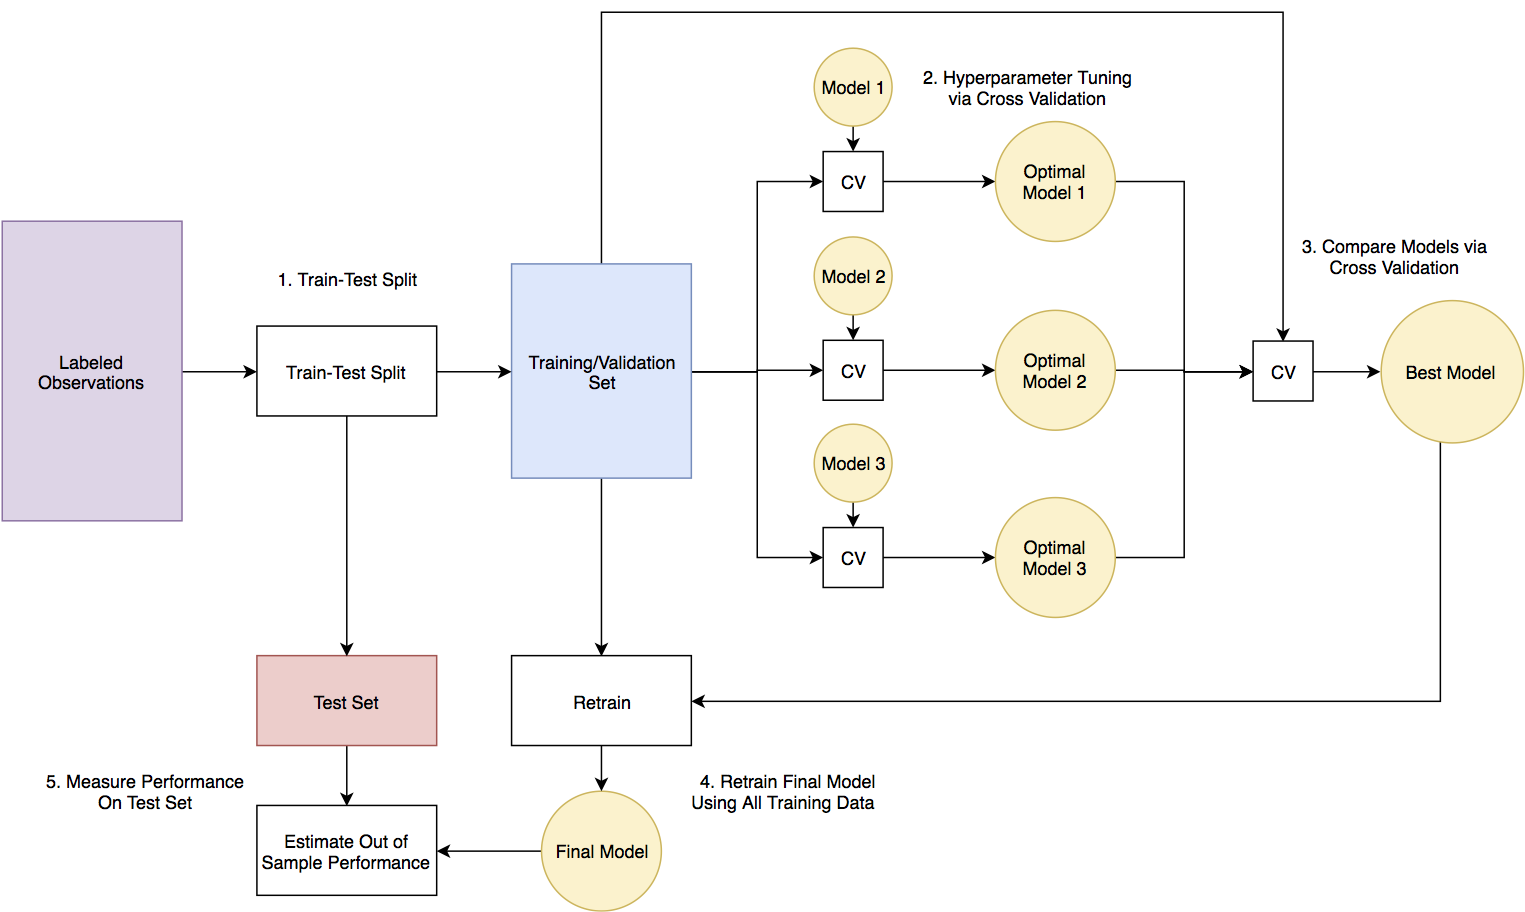 Model 1
2. Hyperparameter Tuning
via Cross Validation
CV
Optimal
Model 1
Model 2
3. Compare Models via
Cross Validation
1. Train-Test Split
Labeled
Observations
Train-Test Split
Training/Validation
Set
CV
Optimal
Model 2
CV
Best Model
Model 3
CV
Optimal
Model 3
Test Set
Retrain
5. Measure Performance
On Test Set
4. Retrain Final Model
Using All Training Data
Estimate Out of
Sample Performance
Final Model